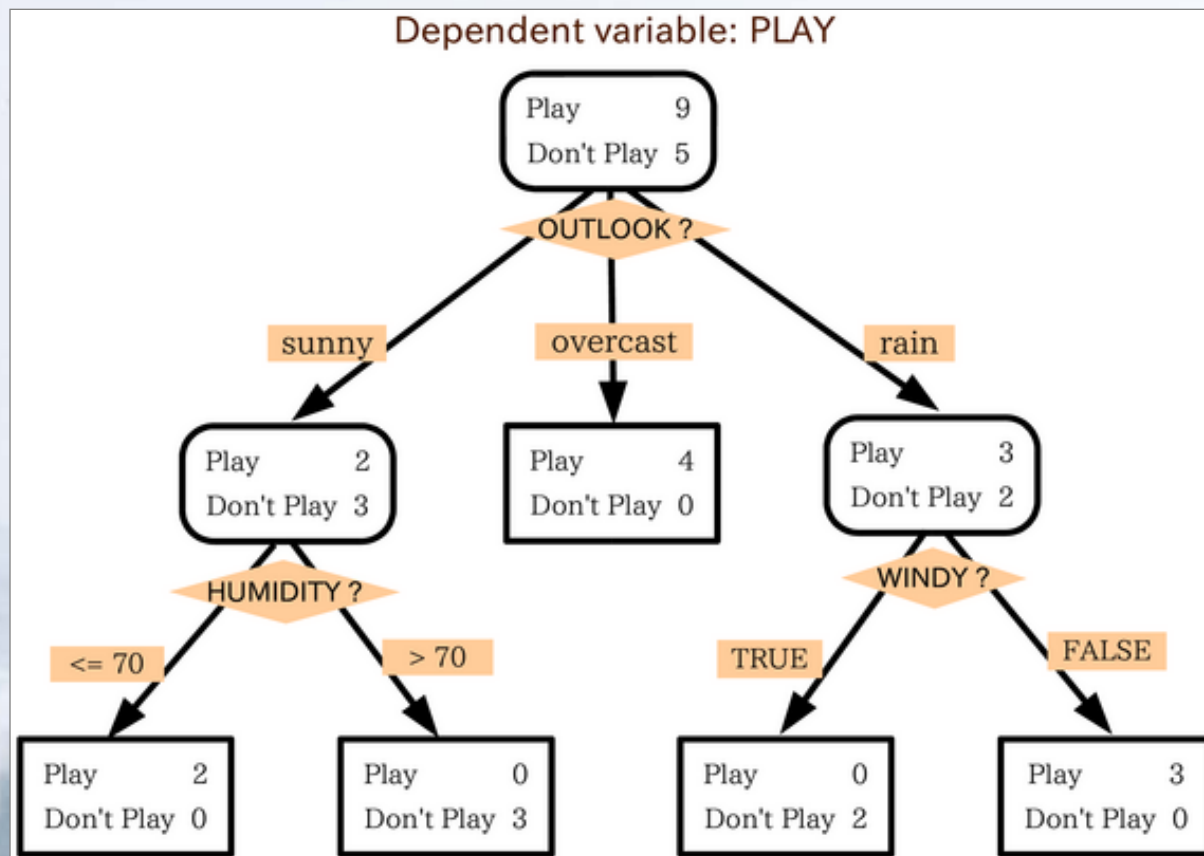 Dependent variable: PLAY
Play 9
Don't Play 5
OUTLOOK ?
sunny
overcast
rain
Play 2
Don't Play 3
Play 4
Don't Play 0
Play 3
Don't Play 2
HUMIDITY ?
WINDY ?
<= 70
> 70
TRUE
FALSE
Play 2
Don't Play 0
Play 0
Don't Play 3
Play 0
Don't Play 2
Play 3
Don't Play 0